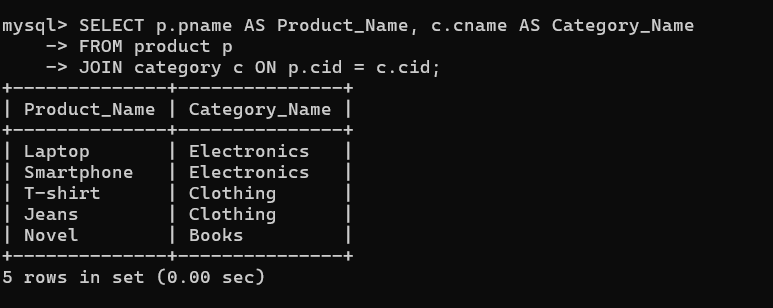 mysql> SELECT p.pname AS Product_Name, c.cname AS Category_Name
    -> FROM product p
    -> JOIN category c ON p.cid = c.cid;
+--------------+---------------+
| Product_Name | Category_Name |
+--------------+---------------+
| Laptop       | Electronics   |
| Smartphone   | Electronics   |
| T-shirt      | Clothing      |
| Jeans        | Clothing      |
| Novel        | Books         |
+--------------+---------------+
5 rows in set (0.00 sec)